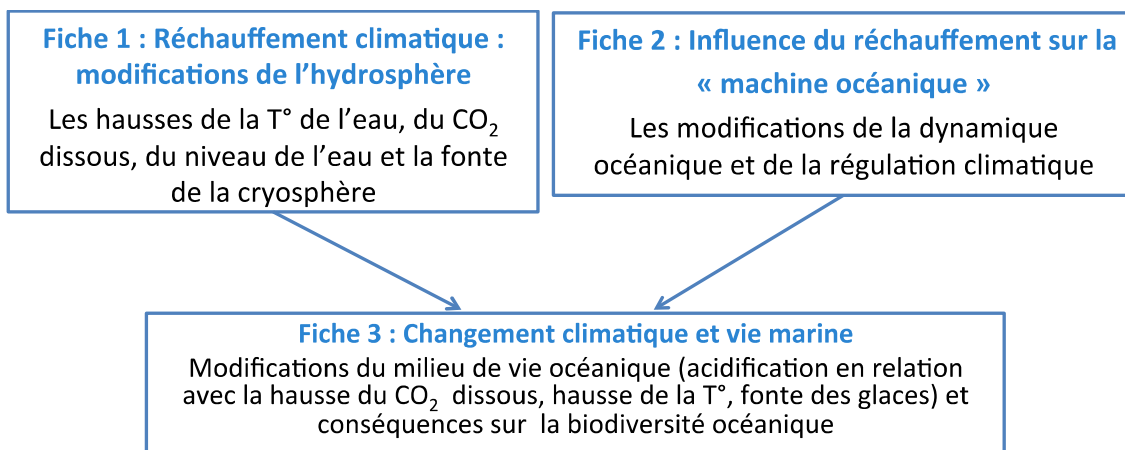 Fiche 1 : Réchauffement climatique :
modifications de l’hydrosphère
Les hausses de la T° de l’eau, du CO₂
dissous, du niveau de l’eau et la fonte
de la cryosphère
Fiche 2 : Influence du réchauffement sur la
« machine océanique »
Les modifications de la dynamique
océanique et de la régulation climatique
Fiche 3 : Changement climatique et vie marine
Modifications du milieu de vie océanique (acidification en relation
avec la hausse du CO₂ dissous, hausse de la T°, fonte des glaces) et
conséquences sur la biodiversité océanique